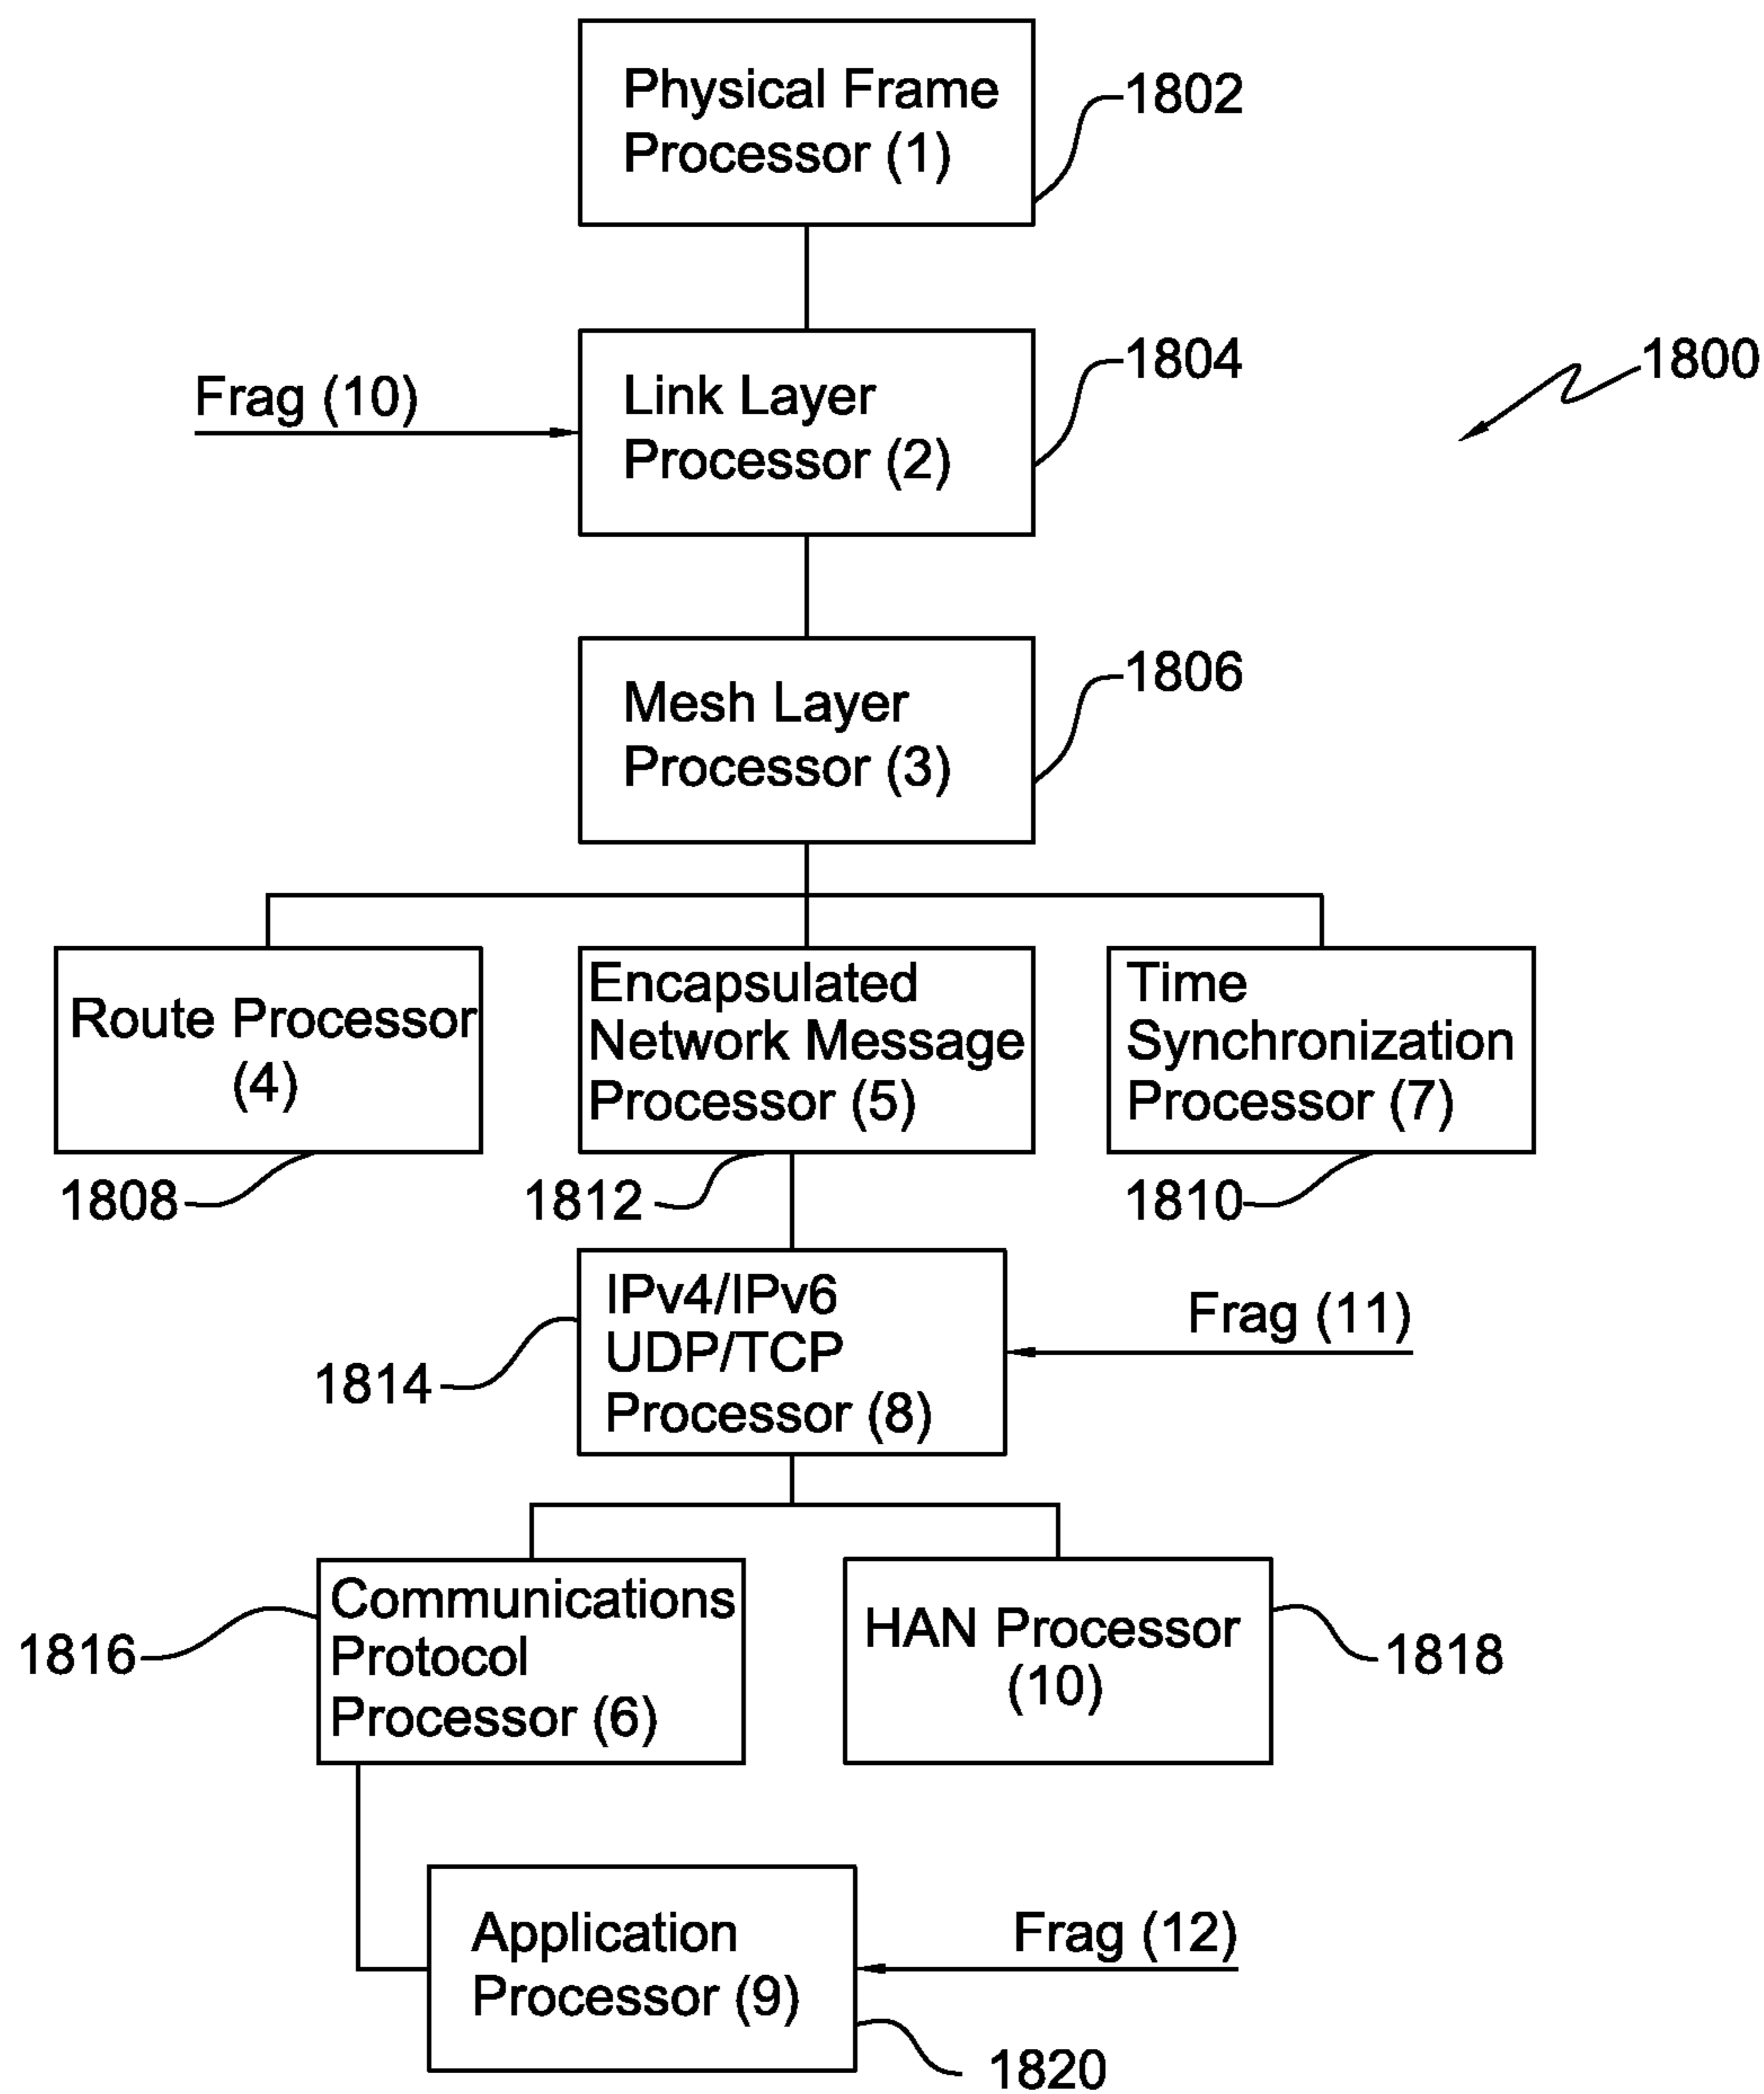 Physical Frame
Processor (1)
1802
Frag (10)
Link Layer
Processor (2)
1804
1800
Mesh Layer
Processor (3)
1806
Route Processor
(4)
1808
Encapsulated
Network Message
Processor (5)
1812
Time
Synchronization
Processor (7)
1810
IPv4/IPv6
UDP/TCP
Processor (8)
1814
Frag (11)
Communications
Protocol
Processor (6)
1816
HAN Processor
(10)
1818
Application
Processor (9)
Frag (12)
1820